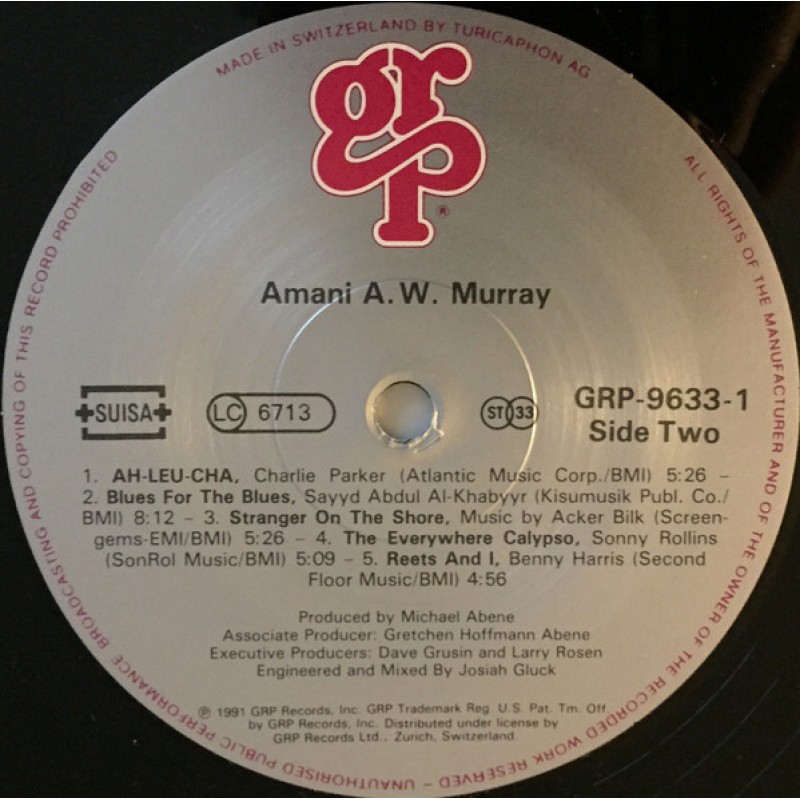 MADE IN SWITZERLAND BY TURICAPHON AG
grp
®
Amani A. W. Murray
SUISA
LC 6713
ST 33
GRP-9633-1
Side Two
1. AH-LEU-CHA, Charlie Parker (Atlantic Music Corp./BMI) 5:26 –
2. Blues For The Blues, Sayyd Abdul Al-Khabyyr (Kisumusik Publ. Co./
BMI) 8:12 – 3. Stranger On The Shore, Music by Acker Bilk (Screen-
gems-EMI/BMI) 5:26 – 4. The Everywhere Calypso, Sonny Rollins
(SonRol Music/BMI) 5:09 – 5. Reets And I, Benny Harris (Second
Floor Music/BMI) 4:56
Produced by Michael Abene
Associate Producer: Gretchen Hoffmann Abene
Executive Producers: Dave Grusin and Larry Rosen
Engineered and Mixed By Josiah Gluck
℗ 1991 GRP Records, Inc. GRP Trademark Reg. U.S. Pat. Tm. Off.
by GRP Records, Inc. Distributed under license by
GRP Records Ltd., Zurich, Switzerland.
ALL RIGHTS OF THE MANUFACTURER AND OF THE OWNER OF THE RECORDED WORK RESERVED – UNAUTHORISED PUBLIC PERFORMANCE BROADCASTING AND COPYING OF THIS RECORD PROHIBITED